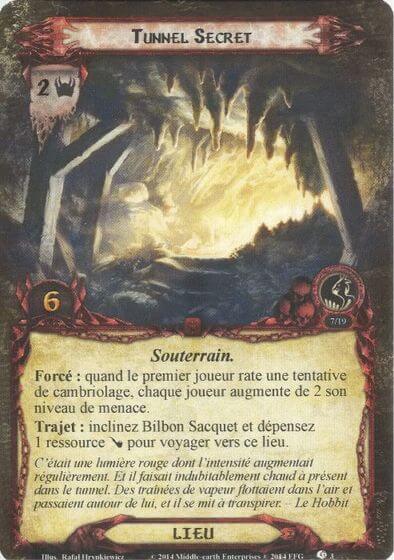 Tunnel Secret
2
6
7/19
Souterrain.
Forcé : quand le premier joueur rate une tentative
de cambriolage, chaque joueur augmente de 2 son
niveau de menace.
Trajet : inclinez Bilbon Sacquet et dépensez
1 ressource pour voyager vers ce lieu.
C'était une lumière rouge dont l'intensité augmentait
régulièrement. Et il faisait indubitablement chaud à présent
dans le tunnel. Des traînées de vapeur flottaient dans l'air et
passaient autour de lui, et il se mit à transpirer. – Le Hobbit
LIEU
Illus. Rafał Hrynkiewicz © 2014 Middle-earth Enterprises © 2014 FFG 3